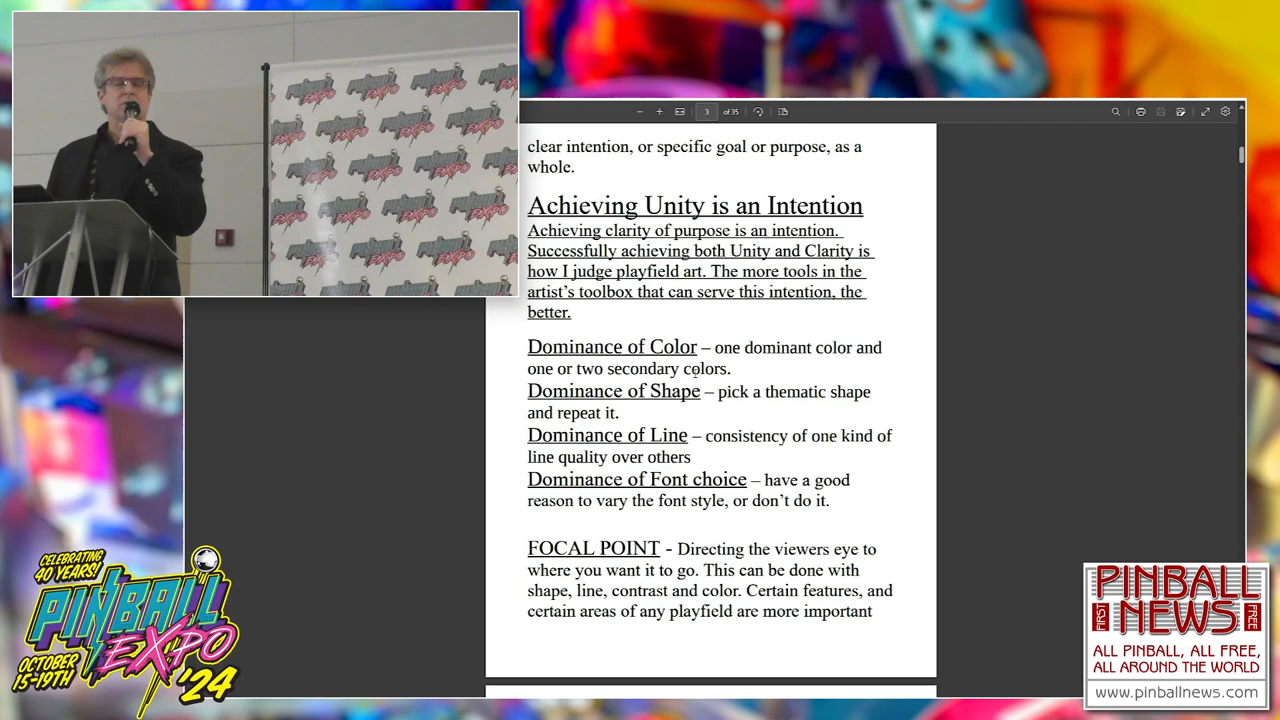 PINBALL
EXPO
3 of 35
clear intention, or specific goal or purpose, as a
whole.
Achieving Unity is an Intention
Achieving clarity of purpose is an intention.
Successfully achieving both Unity and Clarity is
how I judge playfield art. The more tools in the
artist’s toolbox that can serve this intention, the
better.
Dominance of Color – one dominant color and
one or two secondary colors.
Dominance of Shape – pick a thematic shape
and repeat it.
Dominance of Line – consistency of one kind of
line quality over others
Dominance of Font choice – have a good
reason to vary the font style, or don’t do it.
FOCAL POINT - Directing the viewers eye to
where you want it to go. This can be done with
shape, line, contrast and color. Certain features, and
certain areas of any playfield are more important
CELEBRATING
40 YEARS!
PINBALL
EXPO
OCTOBER
15-19TH
'24
PINBALL
FIRST NEWS FREE
ALL PINBALL, ALL FREE,
ALL AROUND THE WORLD
www.pinballnews.com